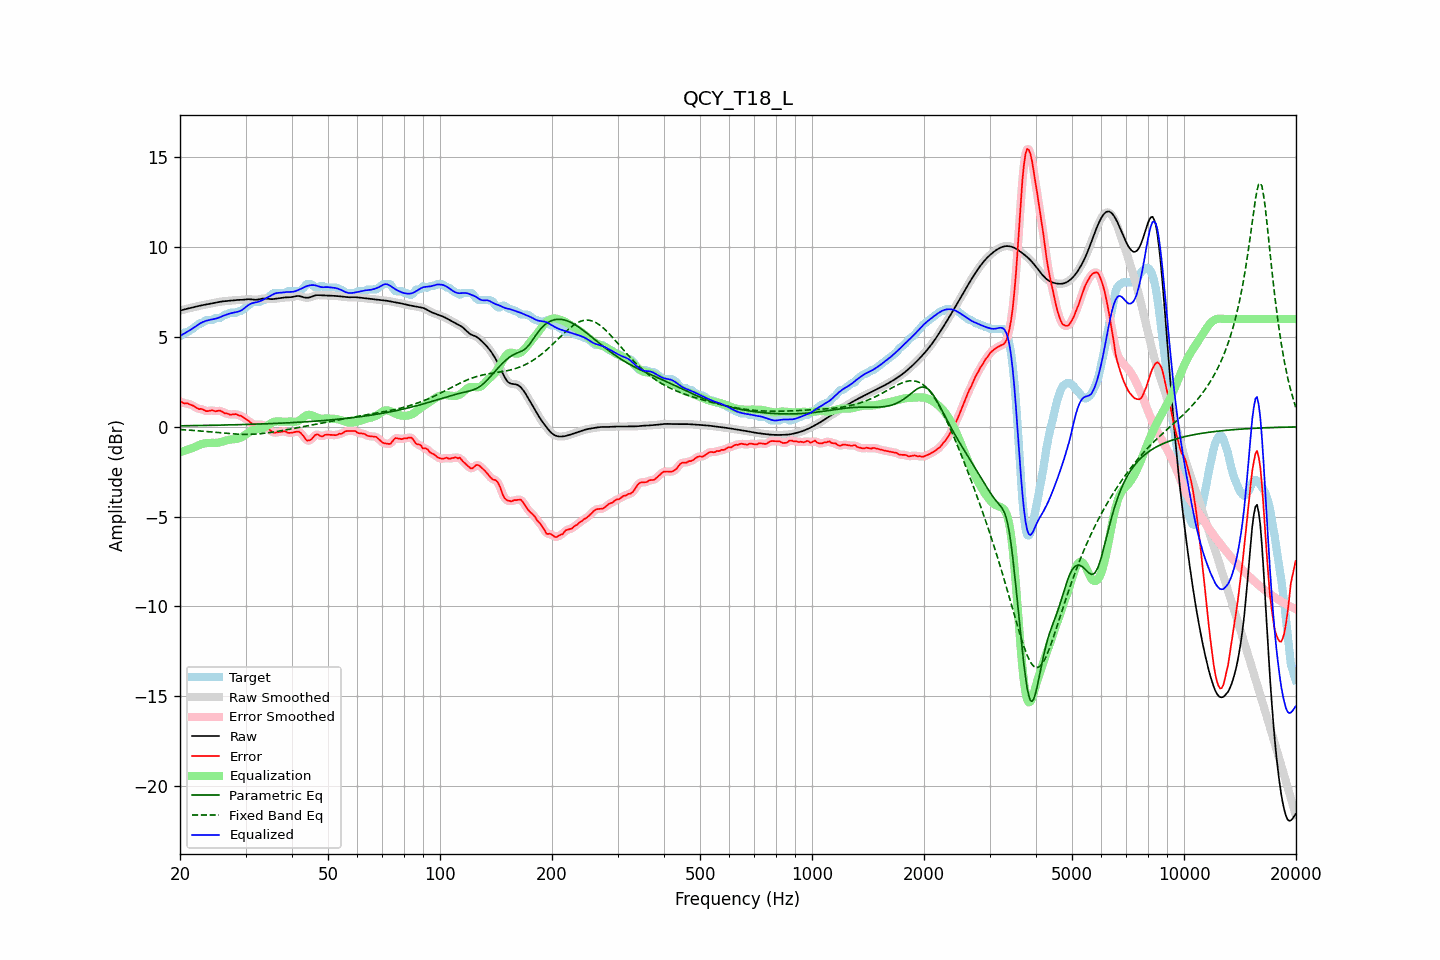 QCY_T18_L
15
10
5
0
−5
−10
−15
−20
Amplitude (dBr)
Target
Raw Smoothed
Error Smoothed
Raw
Error
Equalization
Parametric Eq
Fixed Band Eq
Equalized
20 50 100 200 500 1000 2000 5000 10000 20000
Frequency (Hz)